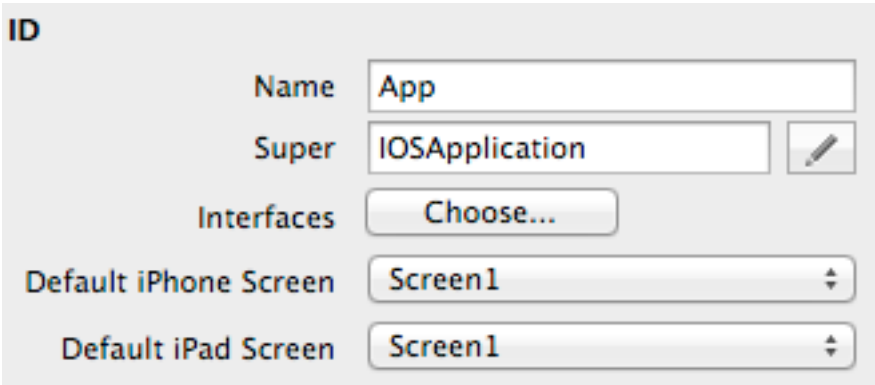 ID
Name App
Super IOSApplication
Interfaces Choose...
Default iPhone Screen Screen1
Default iPad Screen Screen1